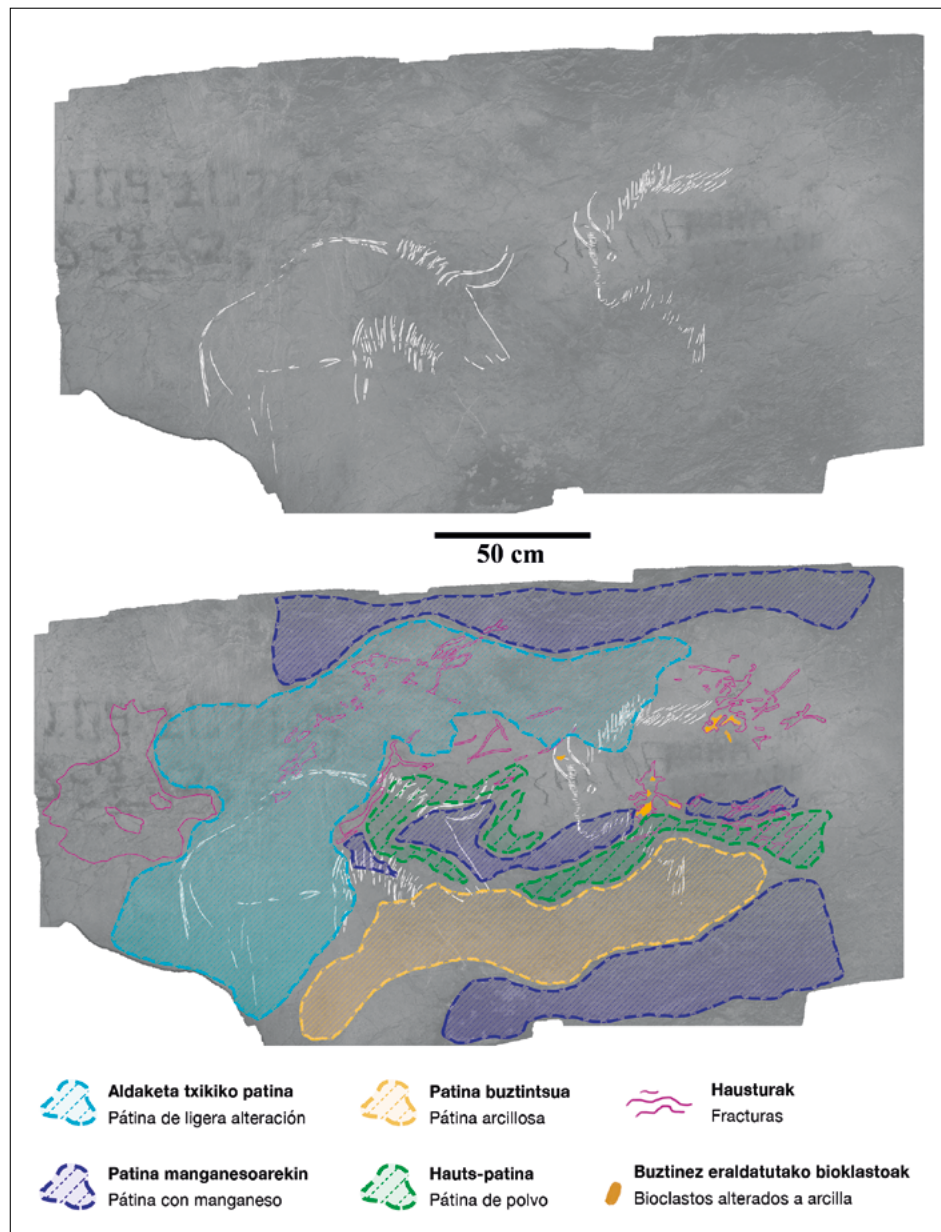 50 cm
Aldaketa txikiko patina
Pátina de ligera alteración
Patina buztintsua
Pátina arcillosa
Hausturak
Fracturas
Patina manganesoarekin
Pátina con manganeso
Hauts-patina
Pátina de polvo
Buztinez eraldatutako bioklastoak
Bioclastos alterados a arcilla